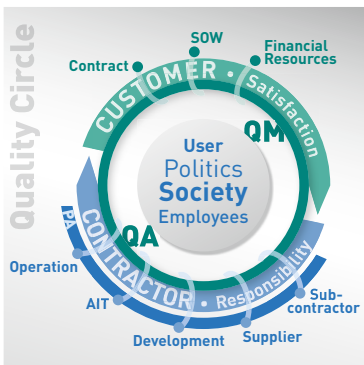 Quality Circle
SOW
Contract
Financial
Resources
CUSTOMER • Satisfaction
QM
User
Politics
Society
Employees
QA
PA
CONTRACTOR • Responsibility
Operation
AIT
Development
Supplier
Sub-
contractor